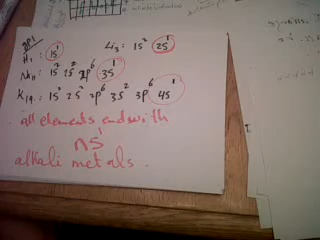 gp1
H1: 1s¹ Li3: 1s² 2s¹
Na11: 1s² 2s² 2p⁶ 3s¹
K19: 1s² 2s² 2p⁶ 3s² 3p⁶ 4s¹
all elements ends with
ns¹
alkali metals.